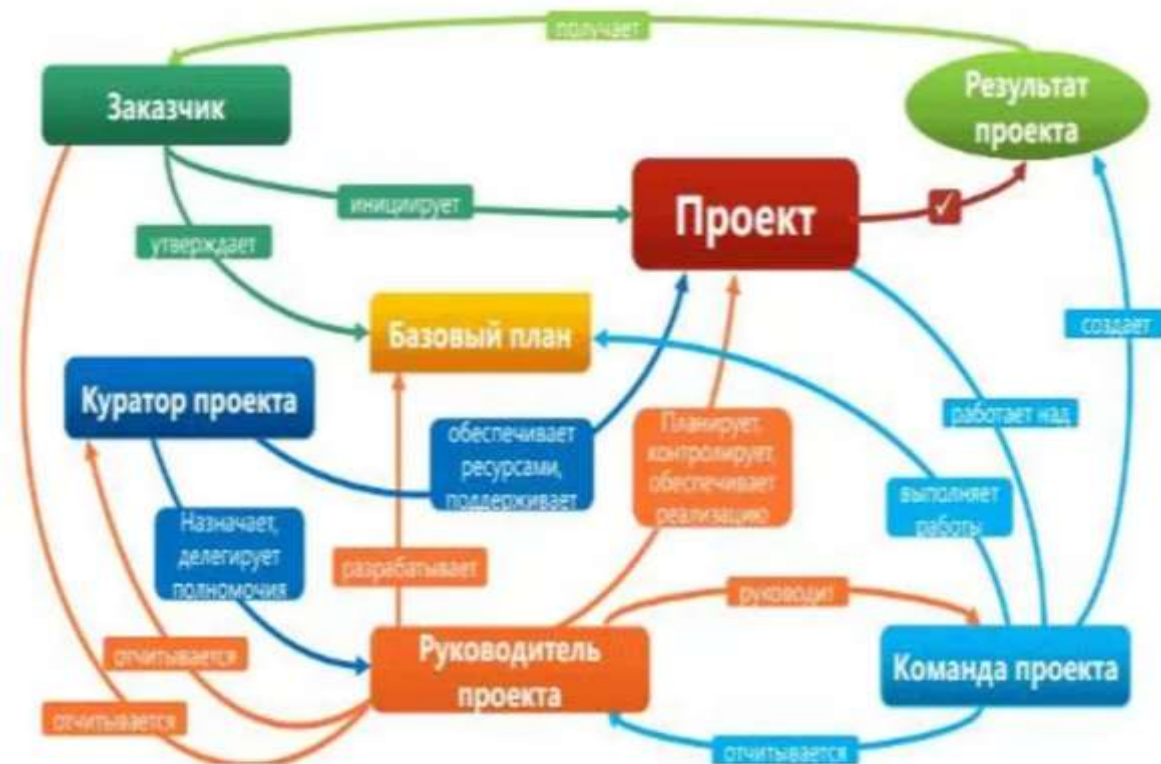 получает
Заказчик
Результат
проекта
инициирует
Проект
✓
утверждает
Базовый план
создает
Куратор проекта
обеспечивает
ресурсами,
поддерживает
Планирует,
контролирует,
обеспечивает
реализацию
работает над
выполняет
работы
Назначает,
делегирует
полномочия
разрабатывает
руководит
отчитывается
Руководитель
проекта
Команда проекта
отчитывается
отчитывается